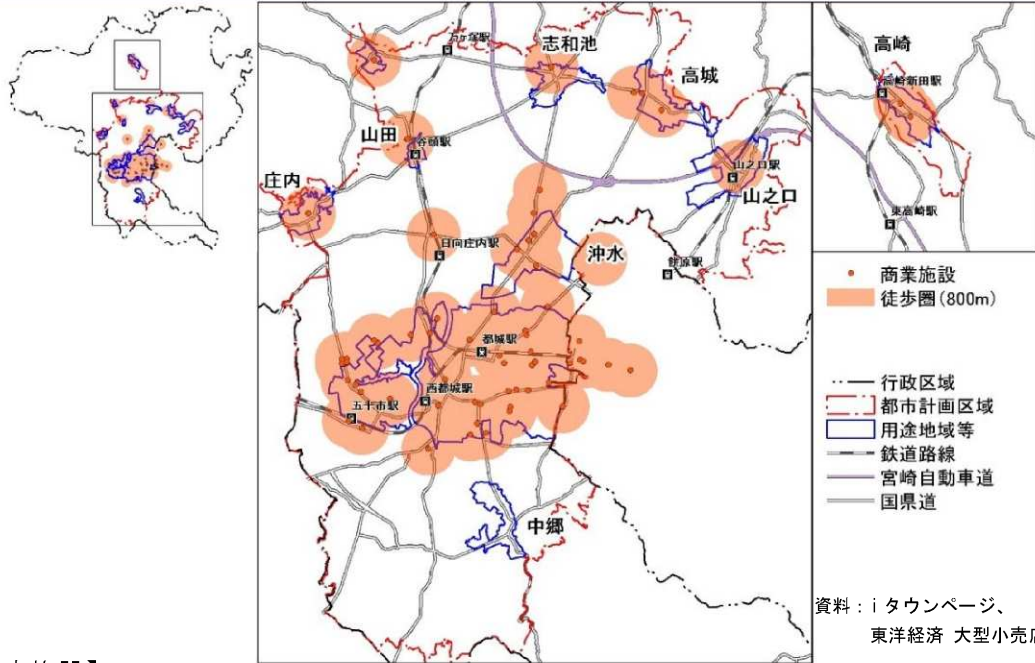 万ヶ塚駅
志和池
高城
山田
谷頭駅
庄内
山之口駅
山之口
日向庄内駅
沖水
餅原駅
都城駅
西都城駅
五十市駅
中郷
高崎
高崎新田駅
東高崎駅
商業施設
徒歩圏(800m)
行政区域
都市計画区域
用途地域等
鉄道路線
宮崎自動車道
国県道
資料：iタウンページ、
東洋経済 大型小売店